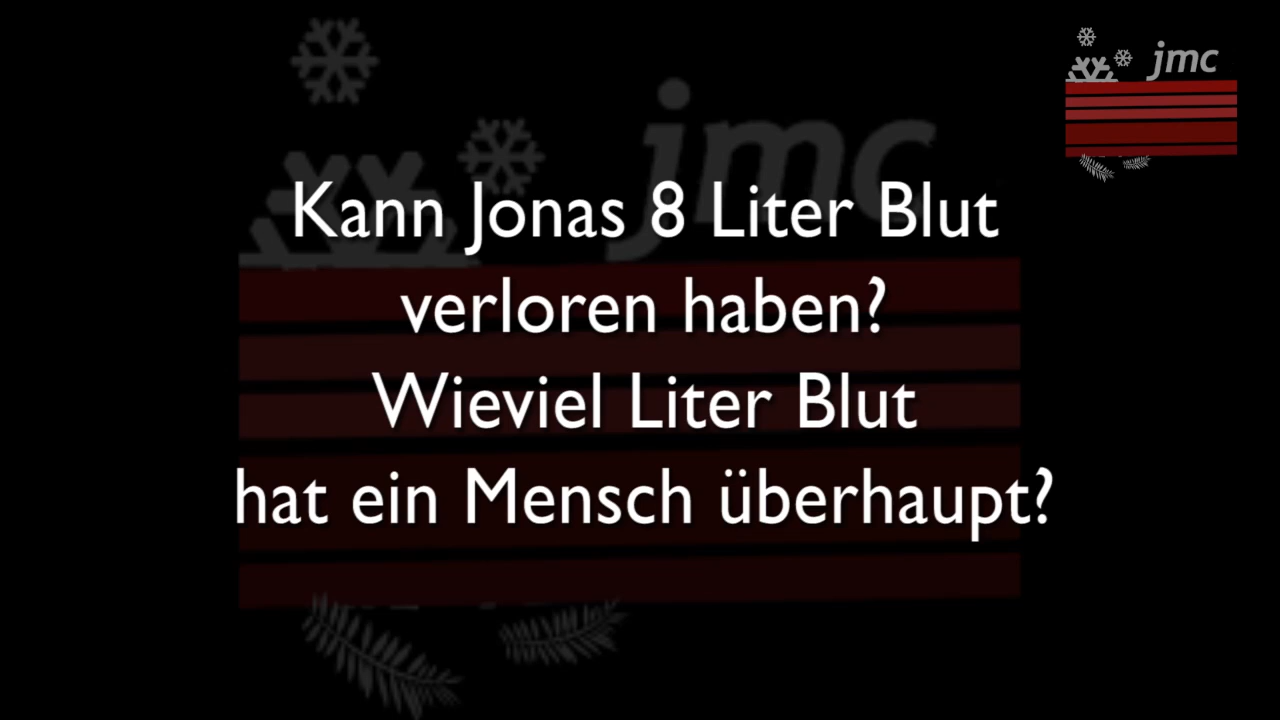 jmc
jmc
Kann Jonas 8 Liter Blut
verloren haben?
Wieviel Liter Blut
hat ein Mensch überhaupt?